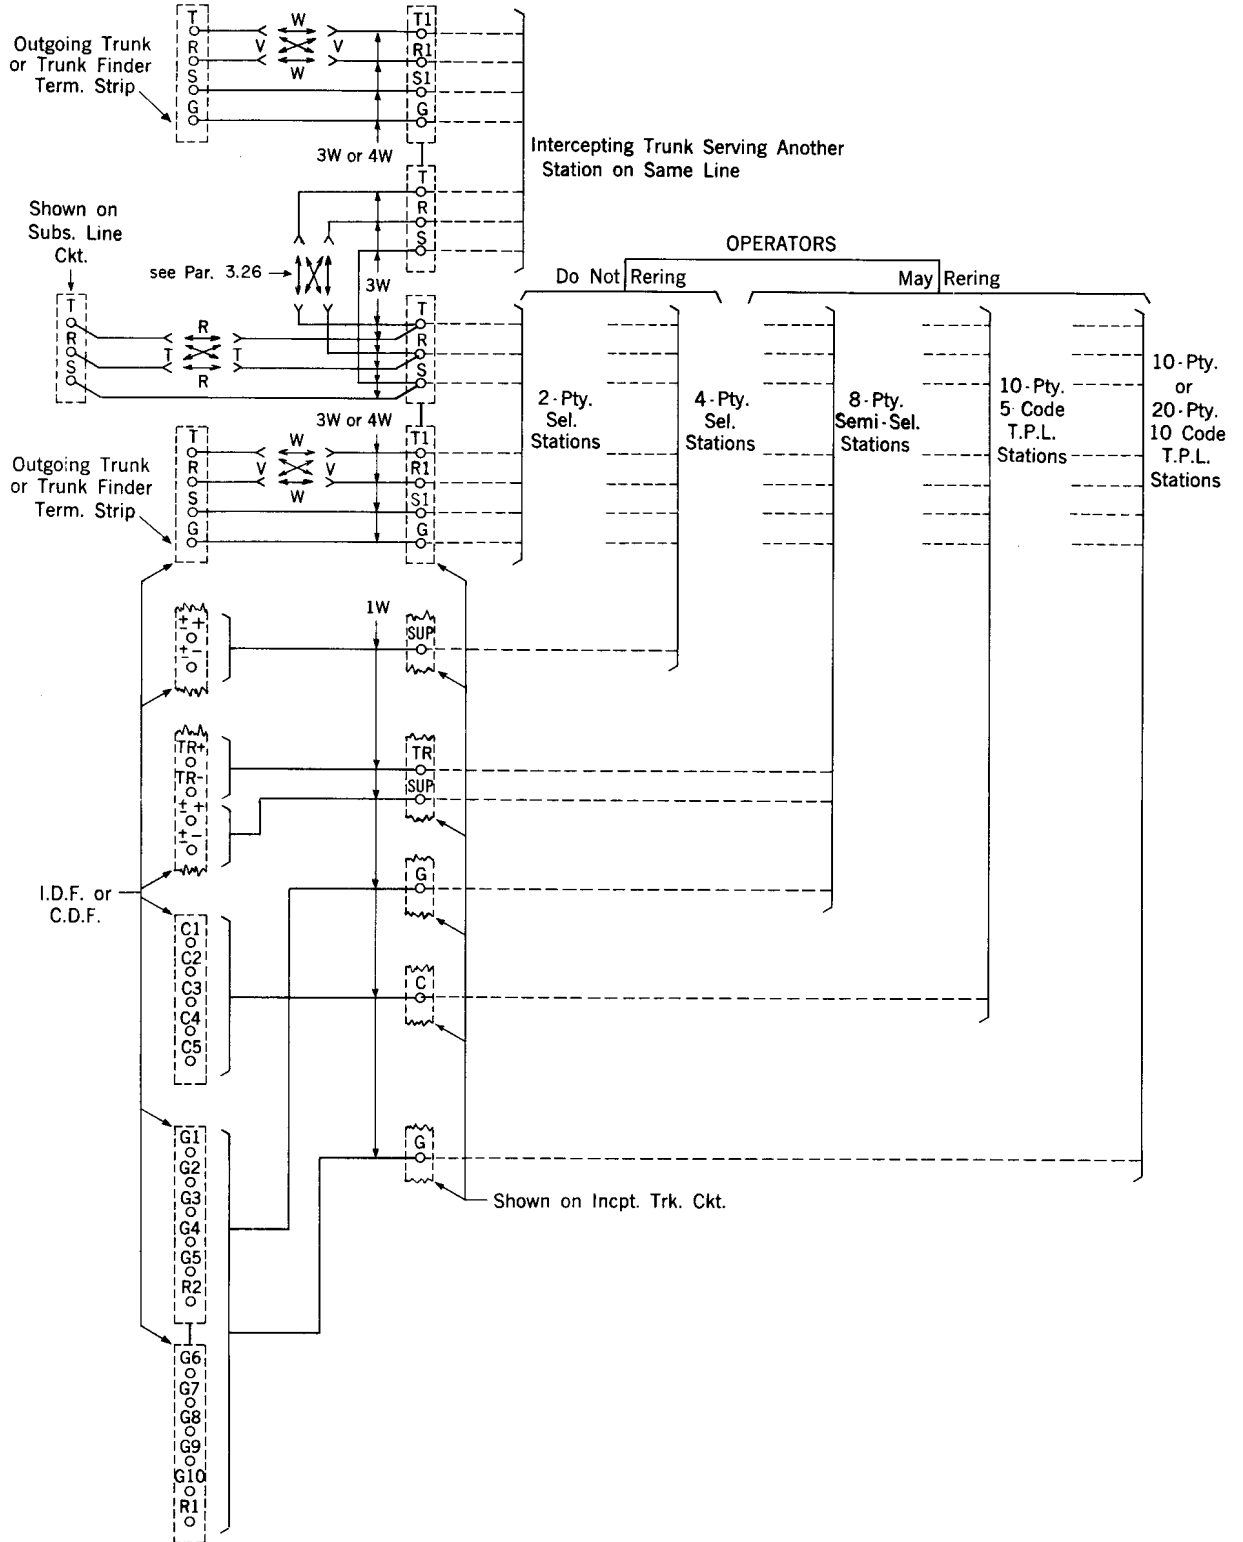 Outgoing Trunk
or Trunk Finder
Term. Strip
T
R
S
G
W
V V
W
3W or 4W
T1
R1
S1
G
T
R
S
Intercepting Trunk Serving Another
Station on Same Line
Shown on
Subs. Line
Ckt.
T
R
S
see Par. 3.26
3W
R
T T
R
T
R
S
OPERATORS
Do Not Rering
May Rering
2-Pty.
Sel.
Stations
4-Pty.
Sel.
Stations
8-Pty.
Semi-Sel.
Stations
10-Pty.
5 Code
T.P.L.
Stations
10-Pty.
or
20-Pty.
10 Code
T.P.L.
Stations
3W or 4W
Outgoing Trunk
or Trunk Finder
Term. Strip
T
R
S
G
W
V V
W
T1
R1
S1
G
1W
± +
± -
SUP
TR+
TR-
± +
± -
TR
SUP
I.D.F. or
C.D.F.
G
C1
C2
C3
C4
C5
C
G1
G2
G3
G4
G5
R2
G
Shown on Incpt. Trk. Ckt.
G6
G7
G8
G9
G10
R1